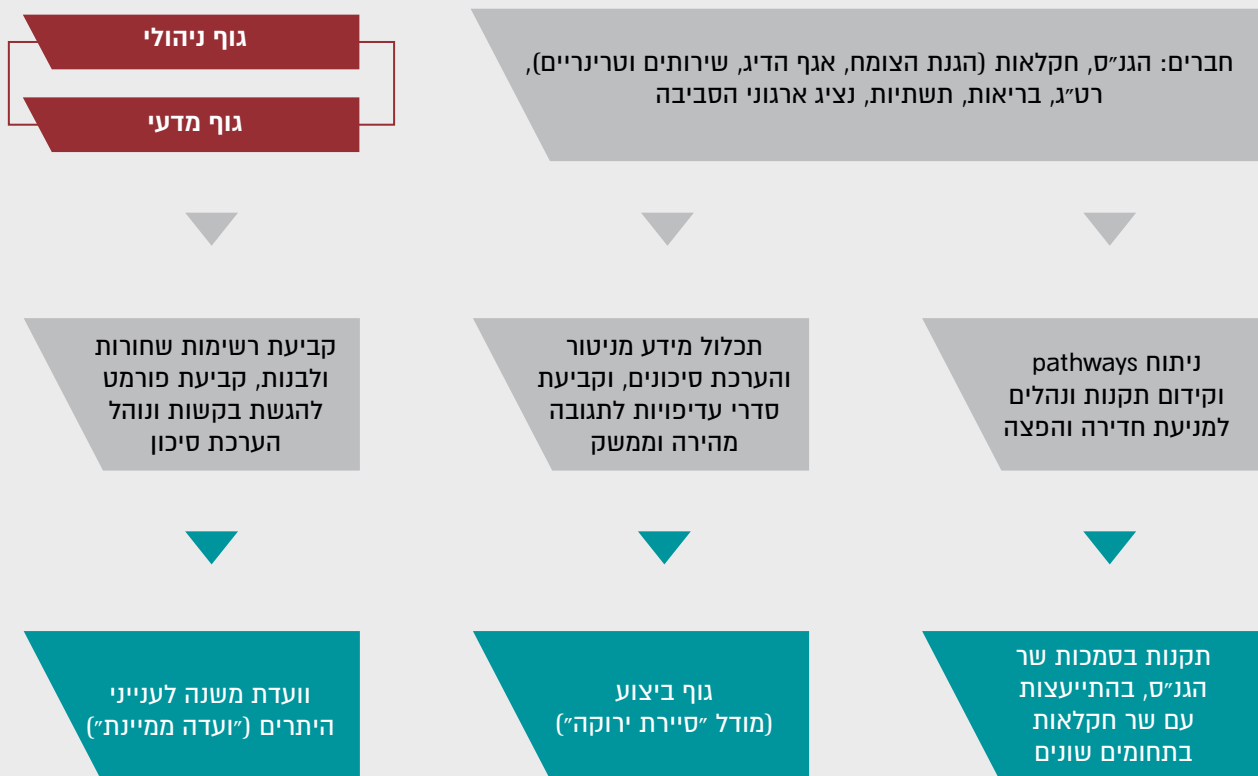 חברים: הגנ״ס, חקלאות (הגנת הצומח, אגף הדיג, שירותים וטרינריים),
רט״ג, בריאות, תשתיות, נציג ארגוני הסביבה
גוף ניהולי
גוף מדעי
ניתוח pathways
וקידום תקנות ונהלים
למניעת חדירה והפצה
תכלול מידע מניטור
והערכת סיכונים, וקביעת
סדרי עדיפויות לתגובה
מהירה וממשק
קביעת רשימות שחורות
ולבנות, קביעת פורמט
להגשת בקשות ונוהל
הערכת סיכון
תקנות בסמכות שר
הגנ״ס, בהתייעצות
עם שר חקלאות
בתחומים שונים
גוף ביצוע
(מודל ״סיירת ירוקה״)
וועדת משנה לענייני
היתרים (״ועדה ממיינת״)